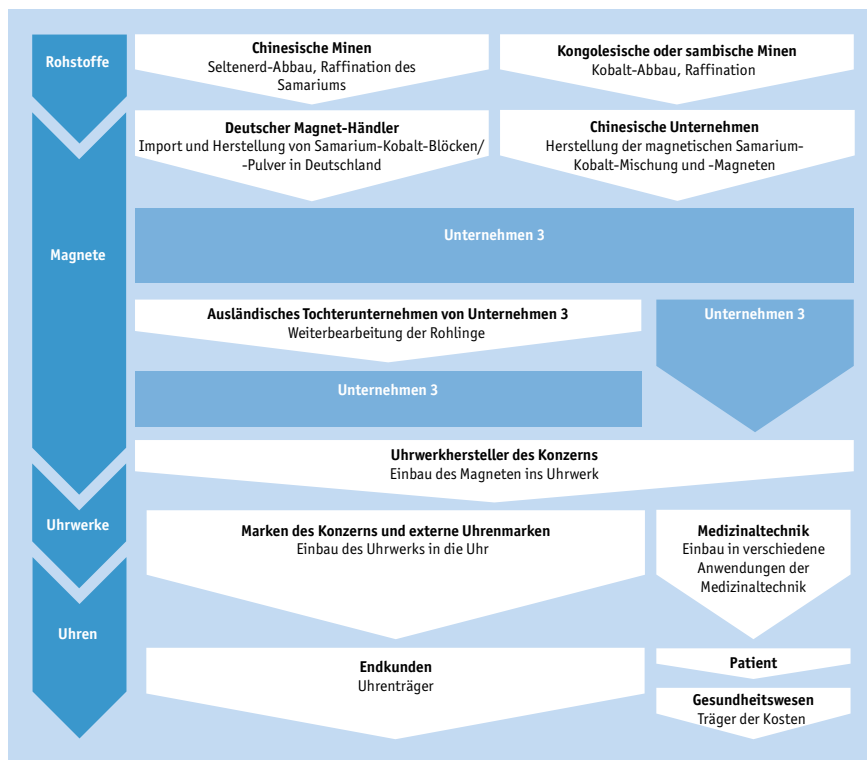 Rohstoffe
Chinesische Minen
Seltenerd-Abbau, Raffination des
Samariums
Kongolesische oder sambische Minen
Kobalt-Abbau, Raffination
Magnete
Deutscher Magnet-Händler
Import und Herstellung von Samarium-Kobalt-Blöcken/
-Pulver in Deutschland
Chinesische Unternehmen
Herstellung der magnetischen Samarium-
Kobalt-Mischung und -Magneten
Unternehmen 3
Ausländisches Tochterunternehmen von Unternehmen 3
Weiterbearbeitung der Rohlinge
Unternehmen 3
Unternehmen 3
Uhrwerkhersteller des Konzerns
Einbau des Magneten ins Uhrwerk
Uhrwerke
Marken des Konzerns und externe Uhrenmarken
Einbau des Uhrwerks in die Uhr
Medizinaltechnik
Einbau in verschiedene
Anwendungen der
Medizinaltechnik
Uhren
Endkunden
Uhrenträger
Patient
Gesundheitswesen
Träger der Kosten